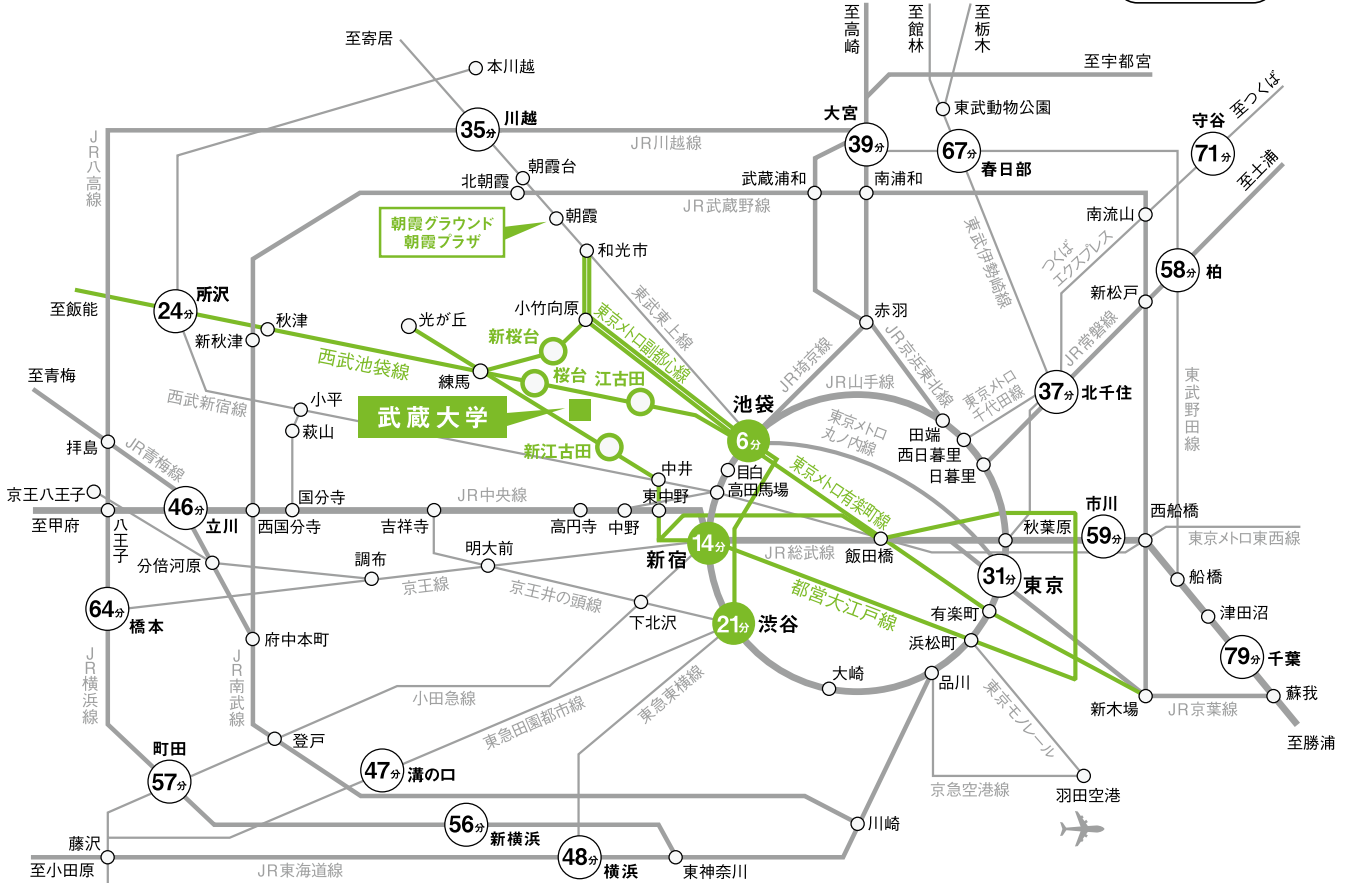 至高崎
至館林
至栃木
至寄居
本川越
至宇都宮
35分 川越
JR川越線
大宮
39分
東武動物公園
67分
春日部
守谷
71分
至つくば
至土浦
JR八高線
朝霞台
北朝霞
武蔵浦和
南浦和
JR武蔵野線
朝霞グラウンド
朝霞プラザ
朝霞
和光市
南流山
つくば
エクスプレス
東武伊勢崎線
58分 柏
所沢
24分
至飯能
秋津
新秋津
光が丘
小竹向原
東武東上線
東京メトロ副都心線
赤羽
新松戸
JR常磐線
西武池袋線
新桜台
JR埼京線
JR京浜東北線
至青梅
練馬
桜台
江古田
JR山手線
東京メトロ
千代田線
37分 北千住
東武野田線
西武新宿線
小平
萩山
武蔵大学
池袋
6分
東京メトロ
丸ノ内線
田端
西日暮里
日暮里
拝島
JR青梅線
新江古田
中井
目白
高田馬場
東京メトロ有楽町線
京王八王子
46分 立川
国分寺
JR中央線
東中野
至甲府
八王子
西国分寺
吉祥寺
高円寺
中野
秋葉原
市川
59分
西船橋
東京メトロ東西線
新宿
14分
JR総武線
飯田橋
分倍河原
調布
明大前
京王線
京王井の頭線
都営大江戸線
31分 東京
船橋
64分
橋本
下北沢
21分 渋谷
有楽町
浜松町
津田沼
府中本町
79分 千葉
JR横浜線
JR南武線
小田急線
東急東横線
大崎
品川
東京モノレール
新木場
JR京葉線
蘇我
至勝浦
東急田園都市線
町田
57分
登戸
47分 溝の口
京急空港線
羽田空港
56分
新横浜
川崎
藤沢
至小田原
JR東海道線
48分 横浜
東神奈川